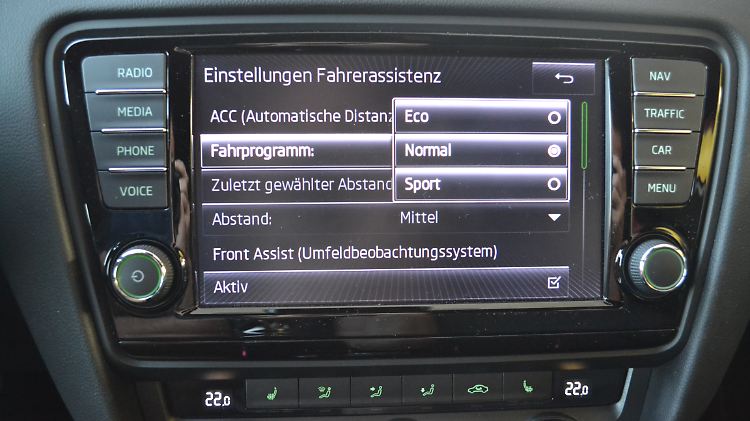 RADIO
MEDIA
PHONE
VOICE
Einstellungen Fahrerassistenz
ACC (Automatische Distanz
Eco
Fahrprogramm:
Normal
Zuletzt gewählter Abstand
Sport
Abstand:
Mittel
Front Assist (Umfeldbeobachtungssystem)
Aktiv
NAV
TRAFFIC
CAR
MENU
22.0
22.0